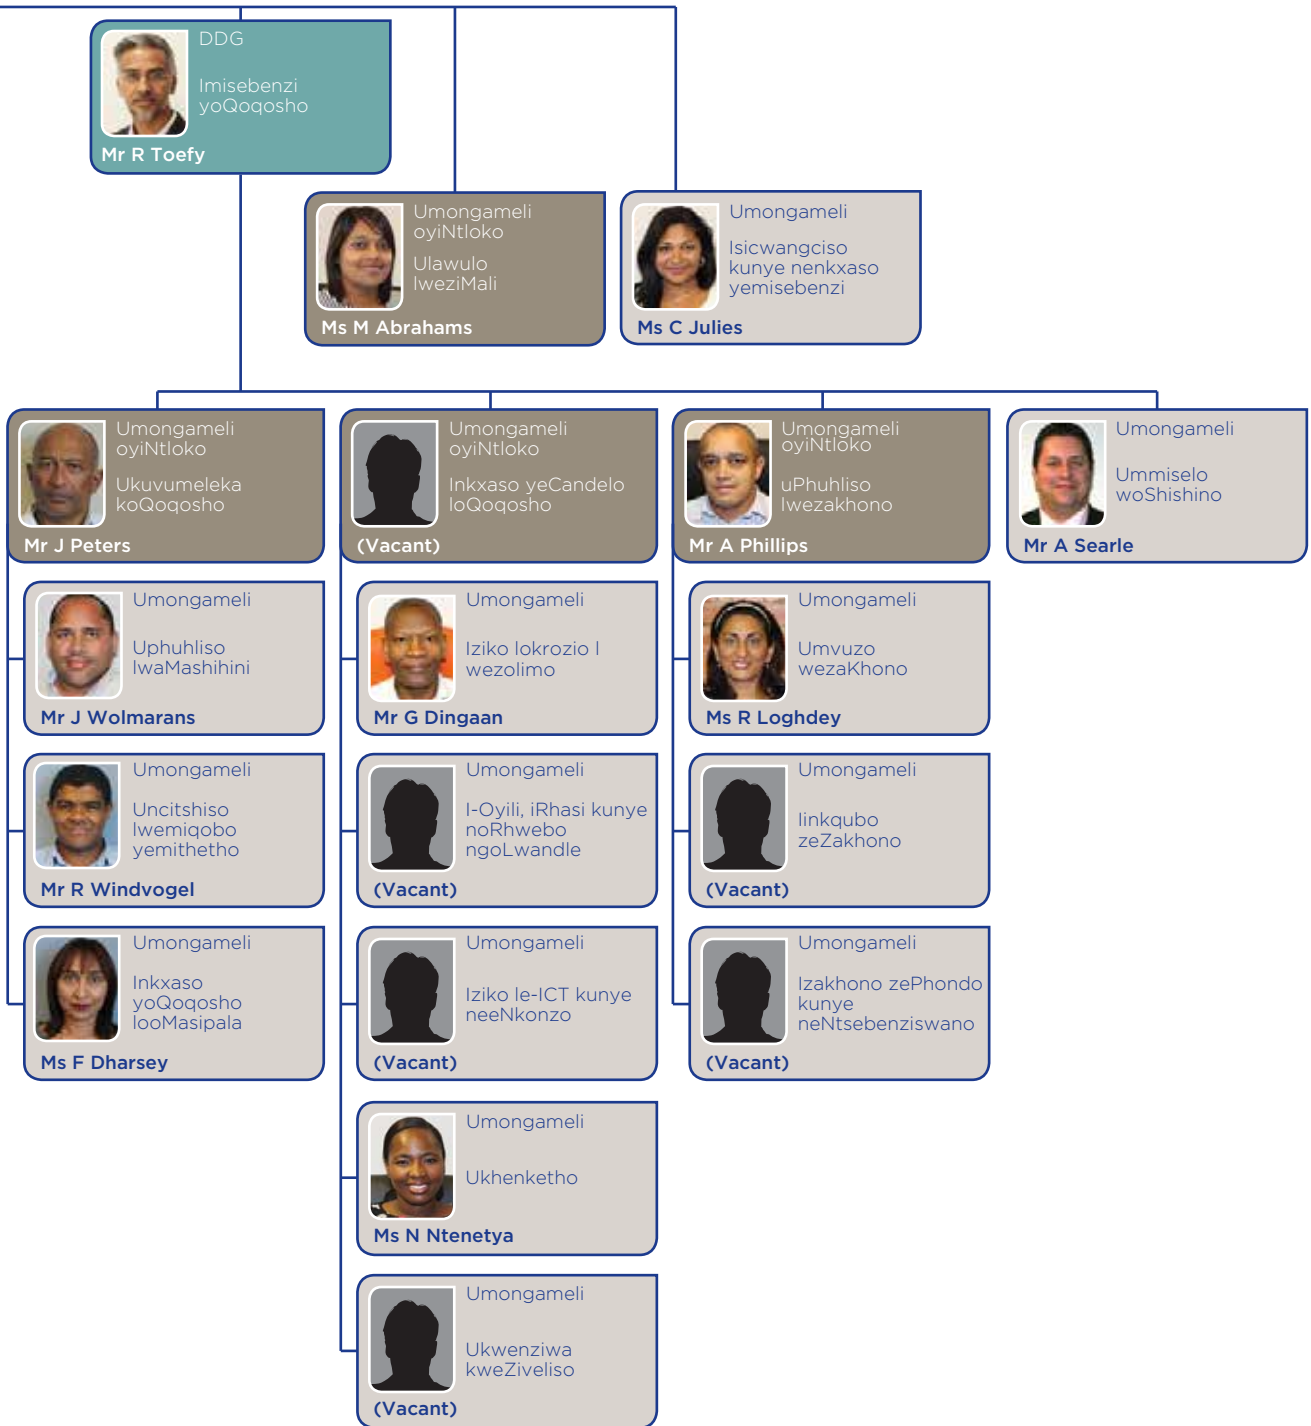 DDG
Imisebenzi
yoQoqosho
Mr R Toefy
Umongameli
oyiNtloko
Ulawulo
lweziMali
Ms M Abrahams
Umongameli
Isicwangciso
kunye nenkxaso
yemisebenzi
Ms C Julies
Umongameli
oyiNtloko
Ukuvumeleka
koQoqosho
Mr J Peters
Umongameli
oyiNtloko
Inkxaso yeCandelo
loQoqosho
(Vacant)
Umongameli
oyiNtloko
uPhuhliso
lwezakhono
Mr A Phillips
Umongameli
Ummiselo
woShishino
Mr A Searle
Umongameli
Uphuhliso
lwaMashihini
Mr J Wolmarans
Umongameli
Iziko lokrozio l
wezolimo
Mr G Dingaan
Umongameli
Umvuzo
wezaKhono
Ms R Loghdey
Umongameli
Uncitshiso
lwemiqobo
yemithetho
Mr R Windvogel
Umongameli
I-Oyili, iRhasi kunye
noRhwebo
ngoLwandle
(Vacant)
Umongameli
Iinkqubo
zeZakhono
(Vacant)
Umongameli
Inkxaso
yoQoqosho
looMasipala
Ms F Dharsey
Umongameli
Iziko le-ICT kunye
neeNkonzo
(Vacant)
Umongameli
Izakhono zePhondo
kunye
neNtsebenziswano
(Vacant)
Umongameli
Ukhenketho
Ms N Ntenetya
Umongameli
Ukwenziwa
kweZiveliso
(Vacant)